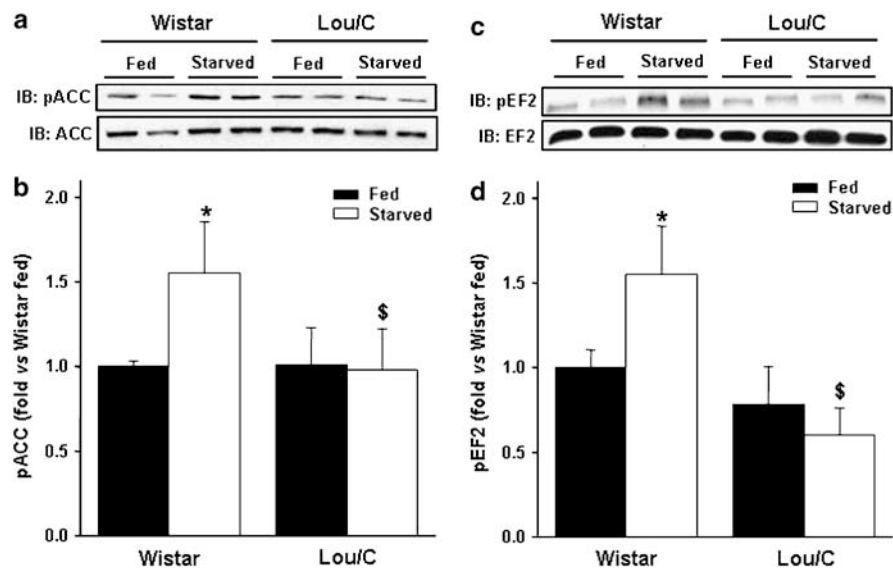 a
Wistar
Lou/C
Fed
Starved
Fed
Starved
IB: pACC
IB: ACC
b
2.0
1.5
1.0
0.5
0.0
pACC (fold vs Wistar fed)
Fed
Starved
*
$
Wistar
Lou/C
c
Wistar
Lou/C
Fed
Starved
Fed
Starved
IB: pEF2
IB: EF2
d
2.0
1.5
1.0
0.5
0.0
pEF2 (fold vs Wistar fed)
Fed
Starved
*
$
Wistar
Lou/C